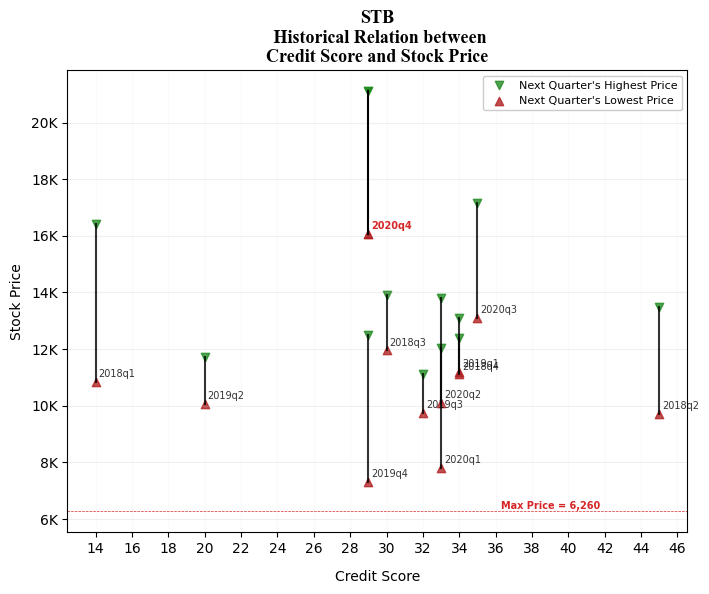 STB
Historical Relation between
Credit Score and Stock Price
Next Quarter's Highest Price
Next Quarter's Lowest Price
20K
18K
16K
14K
12K
10K
8K
6K
Stock Price
2020q4
2020q3
2018q3
2019q1
2018q4
2018q1
2019q2
2020q2
2019q3
2018q2
2020q1
2019q4
Max Price = 6,260
14 16 18 20 22 24 26 28 30 32 34 36 38 40 42 44 46
Credit Score